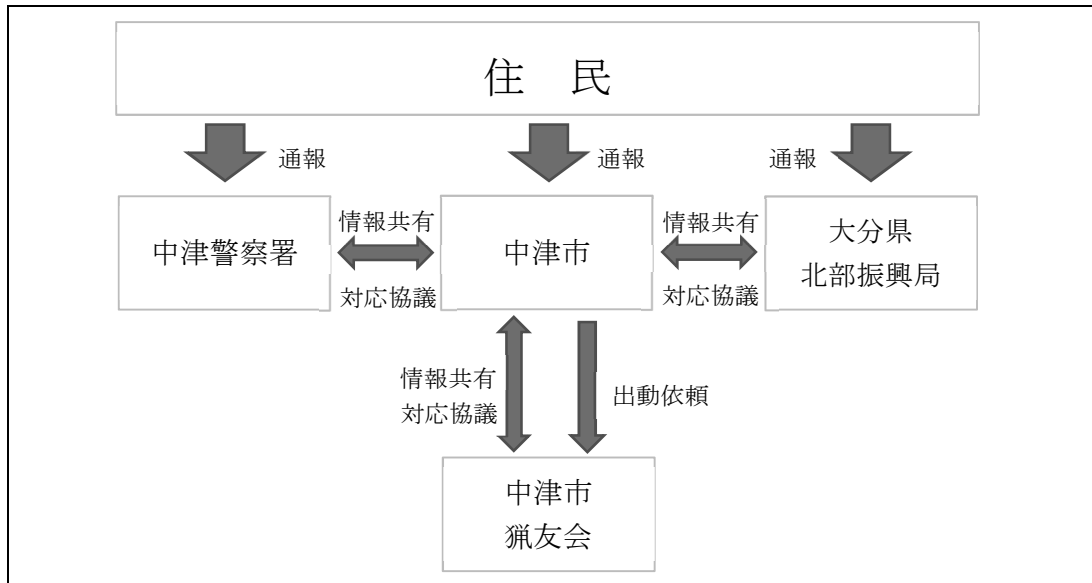 住　民
通報
通報
通報
中津警察署
情報共有
対応協議
中津市
情報共有
対応協議
大分県
北部振興局
情報共有
対応協議
出動依頼
中津市
猟友会